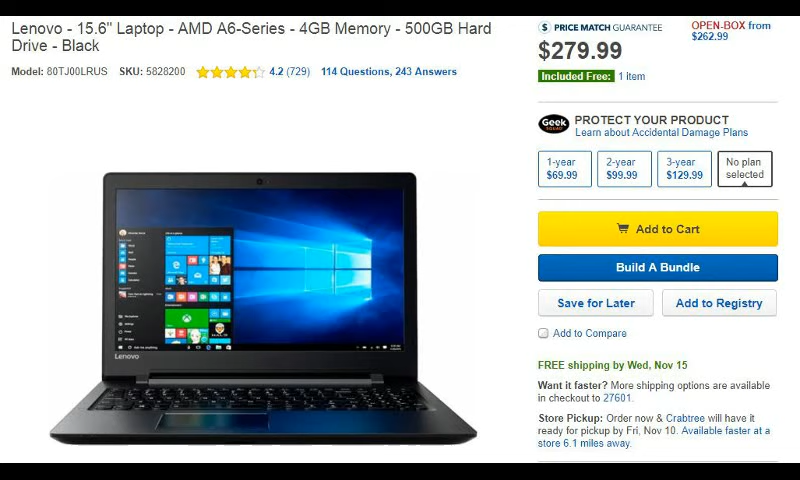 Lenovo - 15.6" Laptop - AMD A6-Series - 4GB Memory - 500GB Hard
Drive - Black
Model: 80TJ00LRUS SKU: 5828200 4.2 (729) 114 Questions, 243 Answers
Lenovo
$ PRICE MATCH GUARANTEE
$279.99
OPEN-BOX from
$262.99
Included Free: 1 item
Geek
SQUAD
PROTECT YOUR PRODUCT
Learn about Accidental Damage Plans
1-year
$69.99
2-year
$99.99
3-year
$129.99
No plan
selected
Add to Cart
Build A Bundle
Save for Later
Add to Registry
Add to Compare
FREE shipping by Wed, Nov 15
Want it faster? More shipping options are available
in checkout to 27601.
Store Pickup: Order now & Crabtree will have it
ready for pickup by Fri, Nov 10. Available faster at a
store 6.1 miles away.